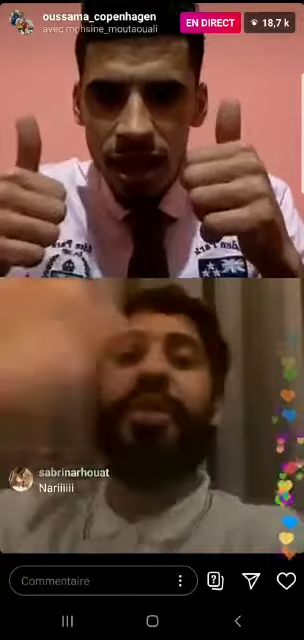 oussama_copenhagen
avec mohsine_moutaouali
EN DIRECT
18,7 k
sabrinarhouat
Nariiiiii
Commentaire